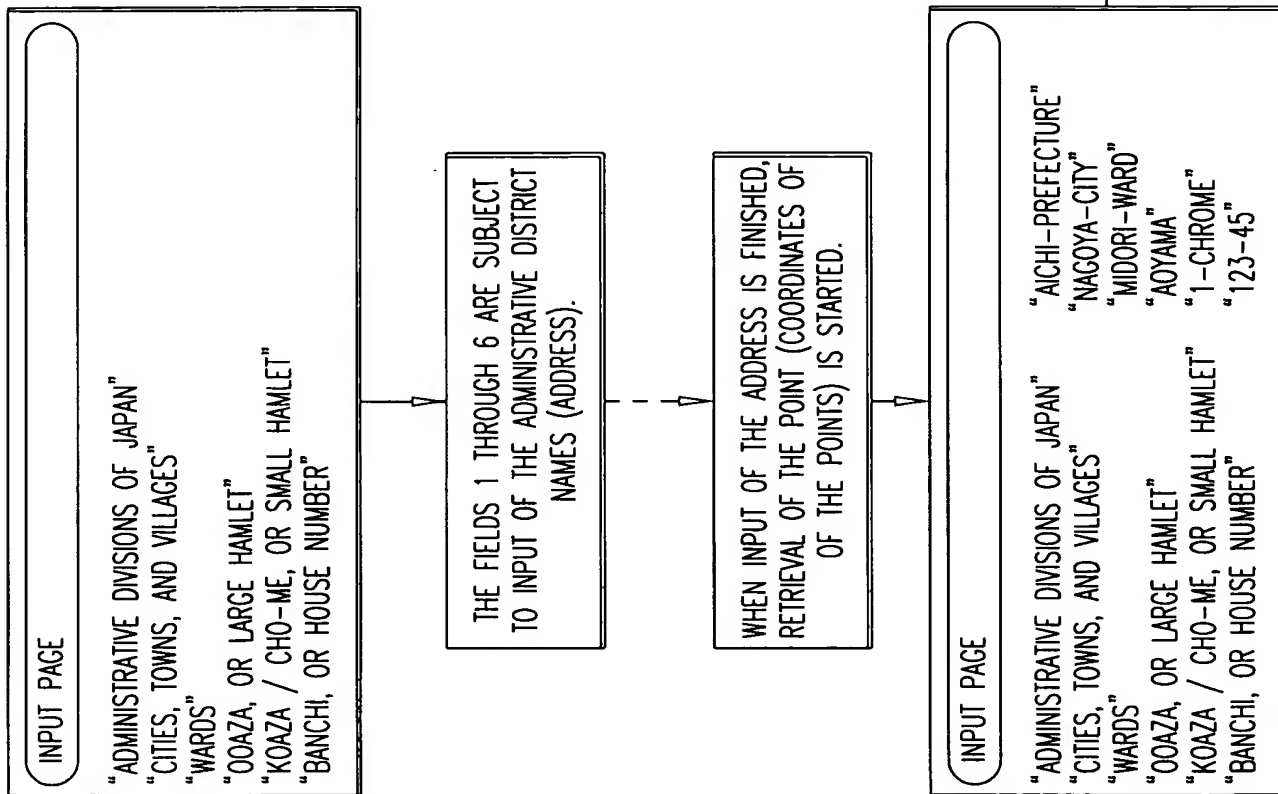 INPUT PAGE
"ADMINISTRATIVE DIVISIONS OF JAPAN"
"CITIES, TOWNS, AND VILLAGES"
"WARDS"
"OOAZA, OR LARGE HAMLET"
"KOAZA / CHO-ME, OR SMALL HAMLET"
"BANCHI, OR HOUSE NUMBER"
THE FIELDS 1 THROUGH 6 ARE SUBJECT
TO INPUT OF THE ADMINISTRATIVE DISTRICT
NAMES (ADDRESS).
WHEN INPUT OF THE ADDRESS IS FINISHED,
RETRIEVAL OF THE POINT (COORDINATES OF
OF THE POINTS) IS STARTED.
INPUT PAGE
"ADMINISTRATIVE DIVISIONS OF JAPAN" "AICHI-PREFECTURE"
"CITIES, TOWNS, AND VILLAGES" "NAGOYA-CITY"
"WARDS" "MIDORI-WARD"
"OOAZA, OR LARGE HAMLET" "AOYAMA"
"KOAZA / CHO-ME, OR SMALL HAMLET" "1-CHROME"
"BANCHI, OR HOUSE NUMBER" "123-45"